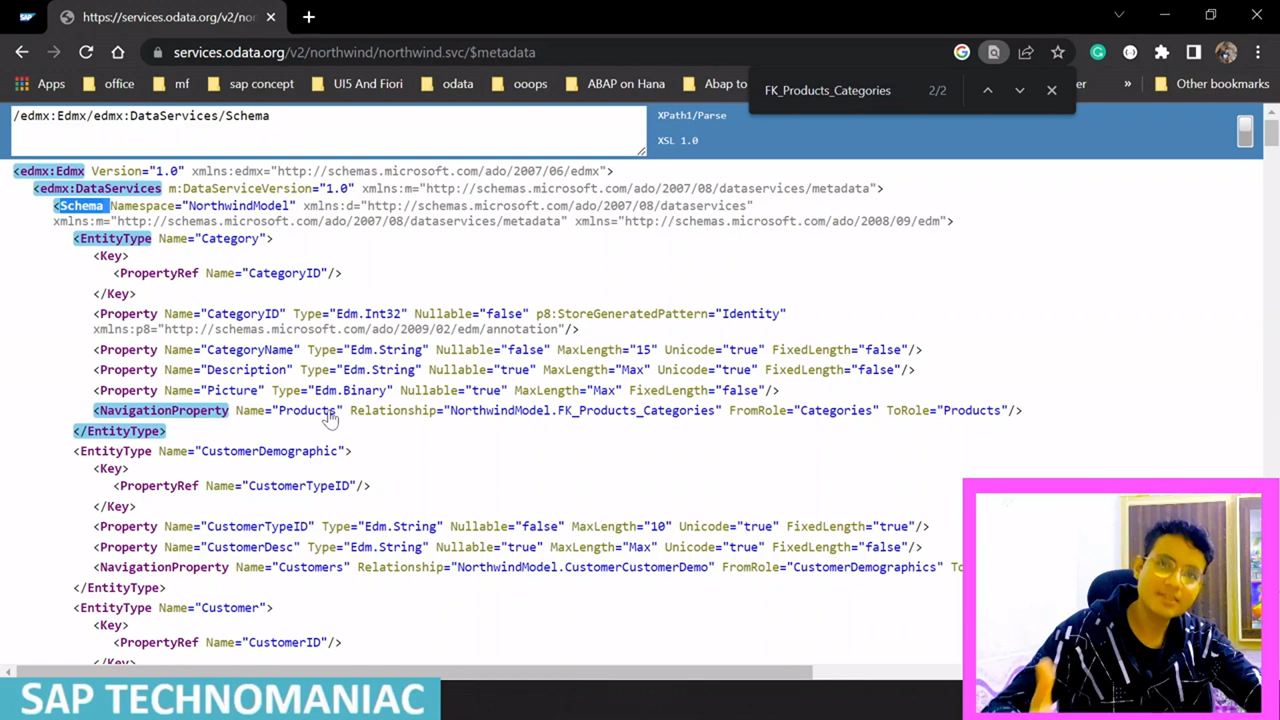 https://services.odata.org/v2/nor
https://services.odata.org/v2/northwind/northwind.svc/$metadata
Apps office mf sap concept UI5 And Fiori odata ooops ABAP on Hana Abap to er » Other bookmarks
FK_Products_Categories 2/2
/edmx:Edmx/edmx:DataServices/Schema
XPath1/Parse
XSL 1.0
<edmx:Edmx Version="1.0" xmlns:edmx="http://schemas.microsoft.com/ado/2007/06/edmx">
<edmx:DataServices m:DataServiceVersion="1.0" xmlns:m="http://schemas.microsoft.com/ado/2007/08/dataservices/metadata">
<Schema Namespace="NorthwindModel" xmlns:d="http://schemas.microsoft.com/ado/2007/08/dataservices"
xmlns:m="http://schemas.microsoft.com/ado/2007/08/dataservices/metadata" xmlns="http://schemas.microsoft.com/ado/2008/09/edm">
<EntityType Name="Category">
<Key>
<PropertyRef Name="CategoryID"/>
</Key>
<Property Name="CategoryID" Type="Edm.Int32" Nullable="false" p8:StoreGeneratedPattern="Identity"
xmlns:p8="http://schemas.microsoft.com/ado/2009/02/edm/annotation"/>
<Property Name="CategoryName" Type="Edm.String" Nullable="false" MaxLength="15" Unicode="true" FixedLength="false"/>
<Property Name="Description" Type="Edm.String" Nullable="true" MaxLength="Max" Unicode="true" FixedLength="false"/>
<Property Name="Picture" Type="Edm.Binary" Nullable="true" MaxLength="Max" FixedLength="false"/>
<NavigationProperty Name="Products" Relationship="NorthwindModel.FK_Products_Categories" FromRole="Categories" ToRole="Products"/>
</EntityType>
<EntityType Name="CustomerDemographic">
<Key>
<PropertyRef Name="CustomerTypeID"/>
</Key>
<Property Name="CustomerTypeID" Type="Edm.String" Nullable="false" MaxLength="10" Unicode="true" FixedLength="true"/>
<Property Name="CustomerDesc" Type="Edm.String" Nullable="true" MaxLength="Max" Unicode="true" FixedLength="false"/>
<NavigationProperty Name="Customers" Relationship="NorthwindModel.CustomerCustomerDemo" FromRole="CustomerDemographics" To
</EntityType>
<EntityType Name="Customer">
<Key>
<PropertyRef Name="CustomerID"/>
</Key>
SAP TECHNOMANIAC